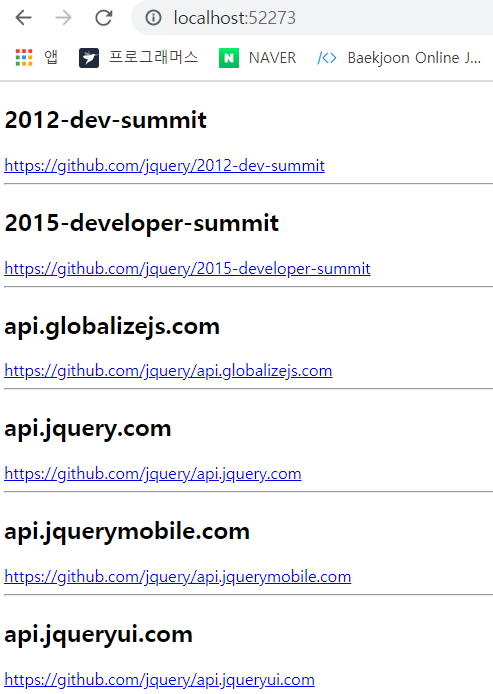 localhost:52273
앱 프로그래머스 N NAVER </> Baekjoon Online J...
2012-dev-summit
https://github.com/jquery/2012-dev-summit
2015-developer-summit
https://github.com/jquery/2015-developer-summit
api.globalizejs.com
https://github.com/jquery/api.globalizejs.com
api.jquery.com
https://github.com/jquery/api.jquery.com
api.jquerymobile.com
https://github.com/jquery/api.jquerymobile.com
api.jqueryui.com
https://github.com/jquery/api.jqueryui.com